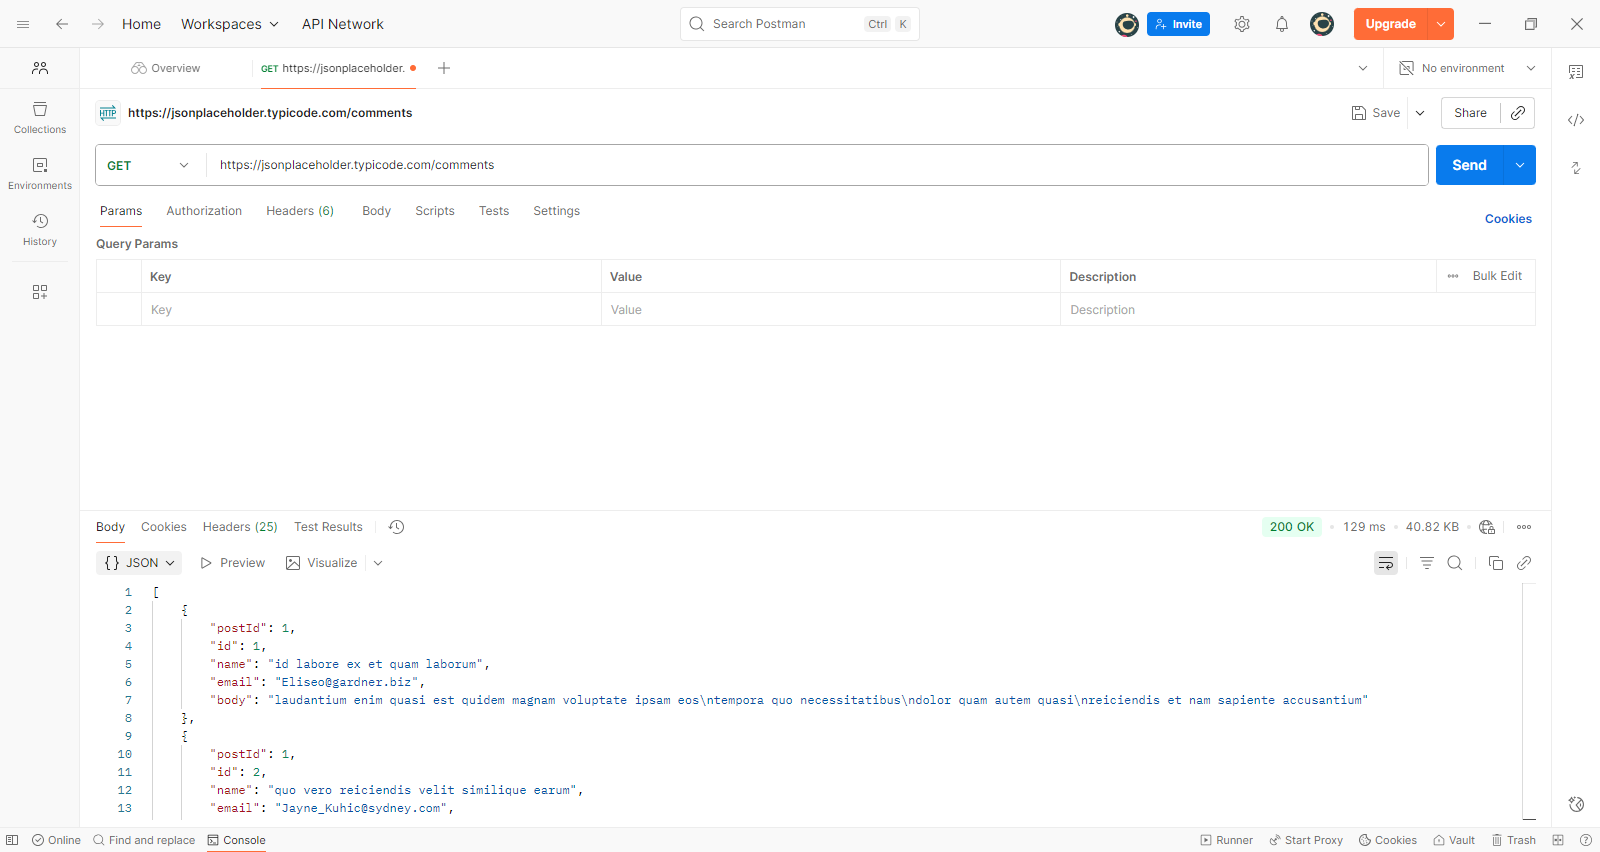 Home Workspaces API Network Search Postman Ctrl K Invite Upgrade
Overview GET https://jsonplaceholder. No environment
HTTP https://jsonplaceholder.typicode.com/comments Save Share
Collections
GET https://jsonplaceholder.typicode.com/comments Send
Environments
Params Authorization Headers (6) Body Scripts Tests Settings Cookies
History
Query Params
Key Value Description Bulk Edit
Key Value Description
Body Cookies Headers (25) Test Results 200 OK 129 ms 40.82 KB
{} JSON Preview Visualize
1 [
2 {
3 "postId": 1,
4 "id": 1,
5 "name": "id labore ex et quam laborum",
6 "email": "Eliseo@gardner.biz",
7 "body": "laudantium enim quasi est quidem magnam voluptate ipsam eos\ntempora quo necessitatibus\ndolor quam autem quasi\nreiciendis et nam sapiente accusantium"
8 },
9 {
10 "postId": 1,
11 "id": 2,
12 "name": "quo vero reiciendis velit similique earum",
13 "email": "Jayne_Kuhic@sydney.com",
Online Find and replace Console Runner Start Proxy Cookies Vault Trash